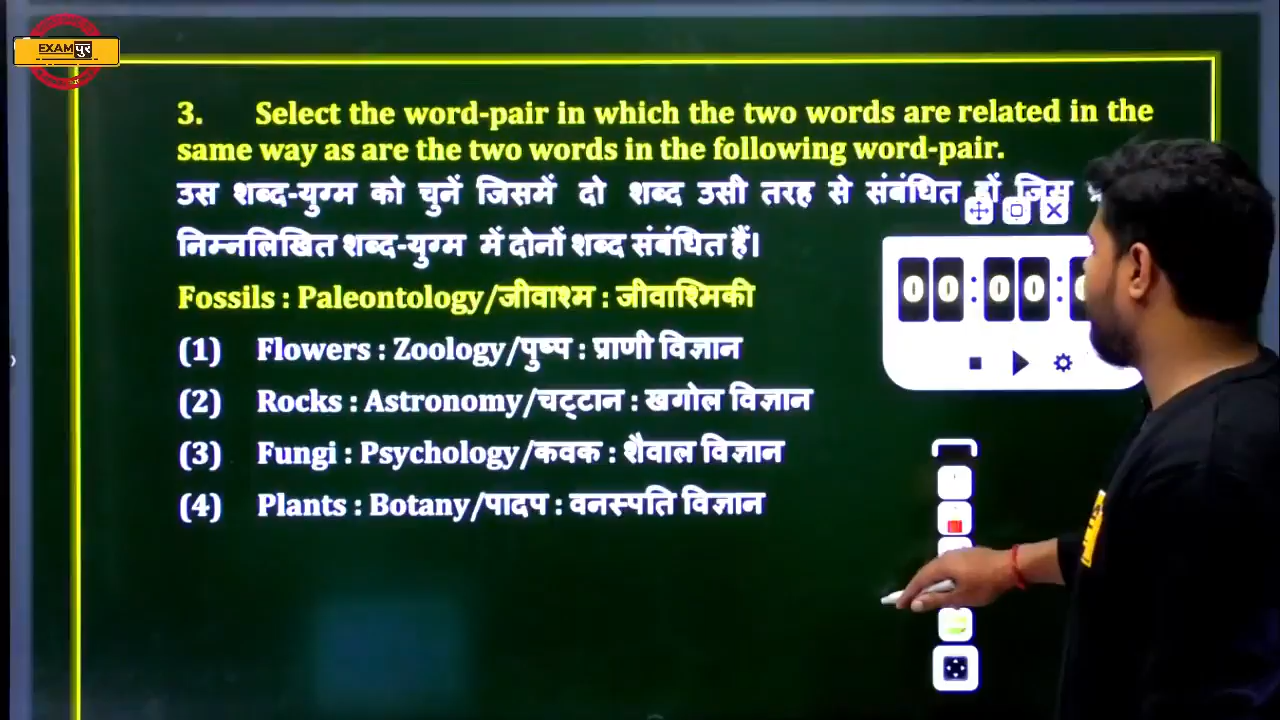 EXAMपुर
3. Select the word-pair in which the two words are related in the
same way as are the two words in the following word-pair.
उस शब्द-युग्म को चुनें जिसमें दो शब्द उसी तरह से संबंधित हों जिस
निम्नलिखित शब्द-युग्म में दोनों शब्द संबंधित हैं।
Fossils : Paleontology/जीवाश्म : जीवाश्मिकी
00:00:
(1) Flowers : Zoology/पुष्प : प्राणी विज्ञान
(2) Rocks : Astronomy/चट्टान : खगोल विज्ञान
(3) Fungi : Psychology/कवक : शैवाल विज्ञान
(4) Plants : Botany/पादप : वनस्पति विज्ञान